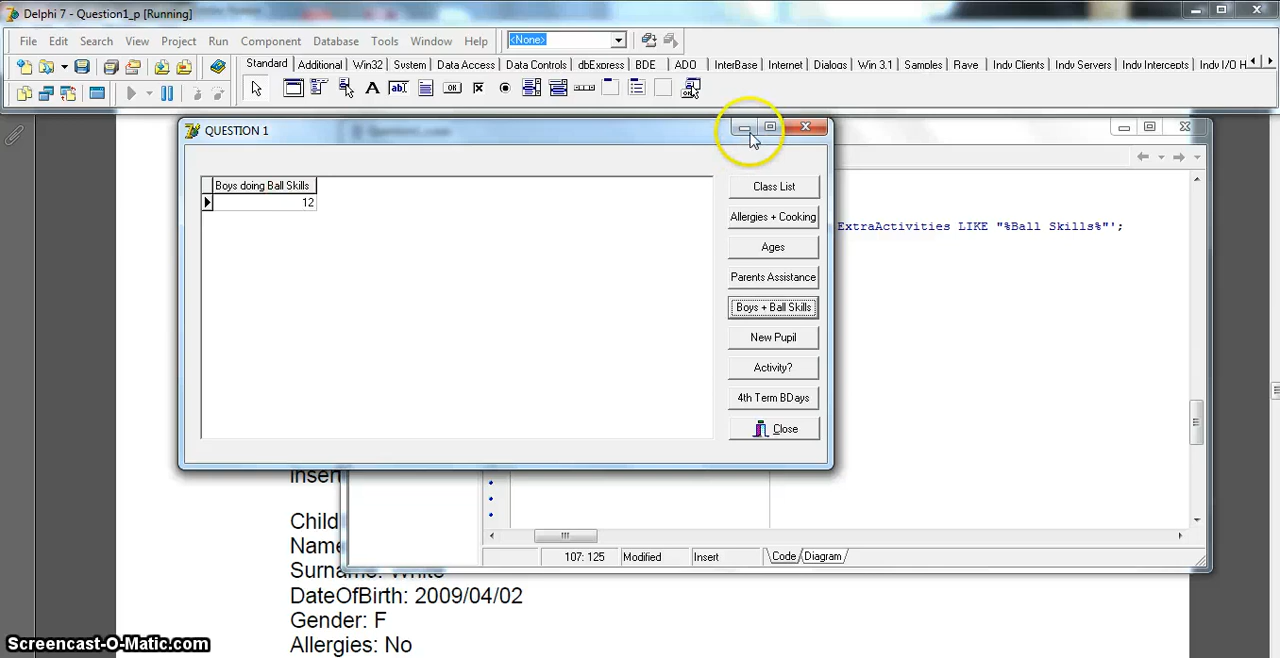 Delphi 7 - Question1_p [Running]
File Edit Search View Project Run Component Database Tools Window Help <None>
Standard Additional Win32 System Data Access Data Controls dbExpress BDE ADO InterBase Internet Dialogs Win 3.1 Samples Rave Indy Clients Indy Servers Indy Intercepts Indy I/O H
QUESTION 1
Boys doing Ball Skills
12
Class List
Allergies + Cooking
Ages
Parents Assistance
Boys + Ball Skills
New Pupil
Activity?
4th Term BDays
Close
ExtraActivities LIKE "%Ball Skills%"';
107: 125 Modified Insert Code Diagram
Child
Surname: White
DateOfBirth: 2009/04/02
Gender: F
Allergies: No
Screencast-O-Matic.com